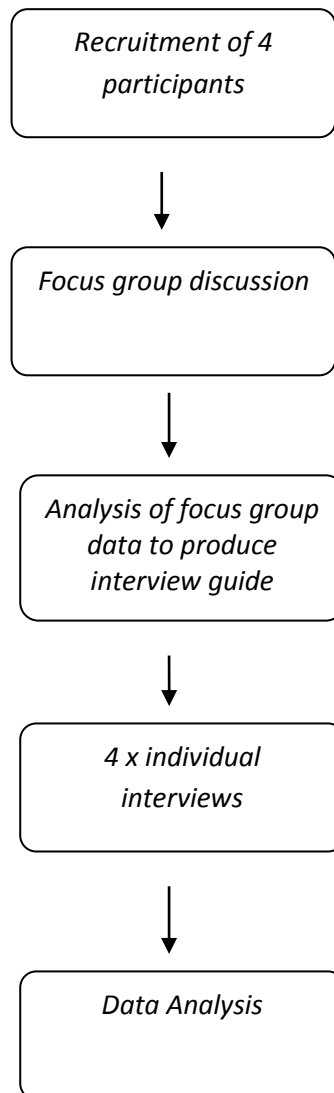 Recruitment of 4
participants
Focus group discussion
Analysis of focus group
data to produce
interview guide
4 x individual
interviews
Data Analysis